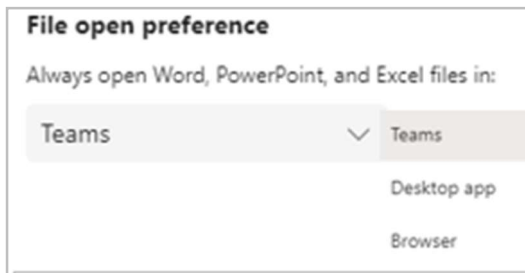 File open preference
Always open Word, PowerPoint, and Excel files in:
Teams
Teams
Desktop app
Browser